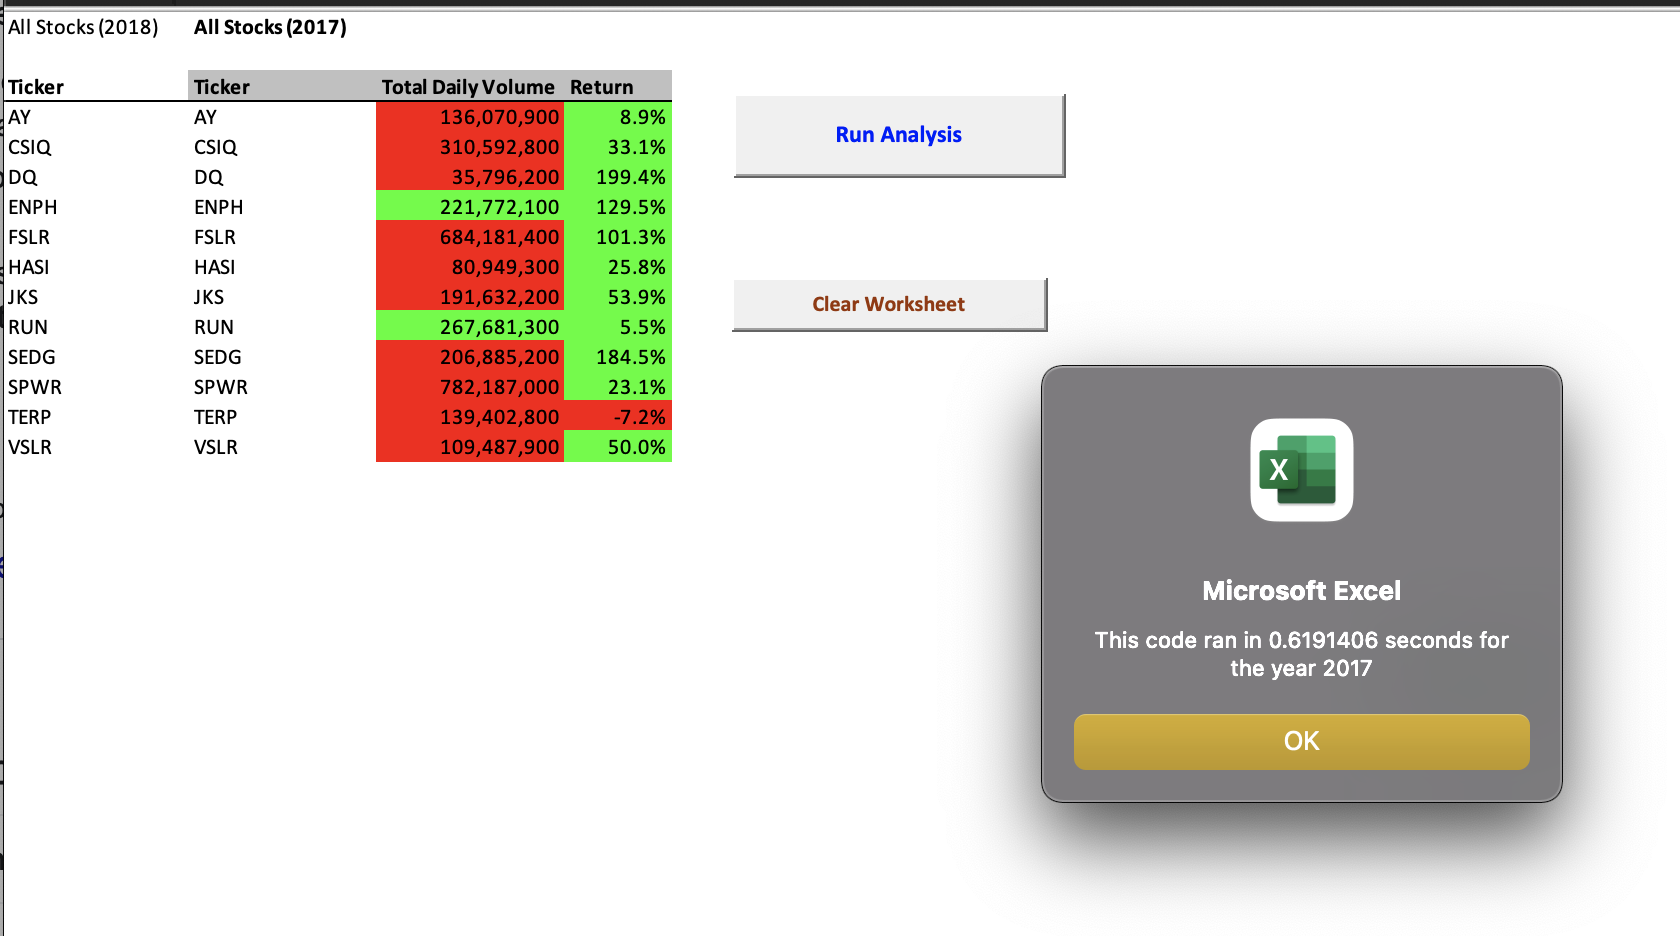 All Stocks (2018) All Stocks (2017)
Ticker Ticker Total Daily Volume Return
AY AY 136,070,900 8.9%
CSIQ CSIQ 310,592,800 33.1%
DQ DQ 35,796,200 199.4%
ENPH ENPH 221,772,100 129.5%
FSLR FSLR 684,181,400 101.3%
HASI HASI 80,949,300 25.8%
JKS JKS 191,632,200 53.9%
RUN RUN 267,681,300 5.5%
SEDG SEDG 206,885,200 184.5%
SPWR SPWR 782,187,000 23.1%
TERP TERP 139,402,800 -7.2%
VSLR VSLR 109,487,900 50.0%
Run Analysis
Clear Worksheet
X
Microsoft Excel
This code ran in 0.6191406 seconds for
the year 2017
OK